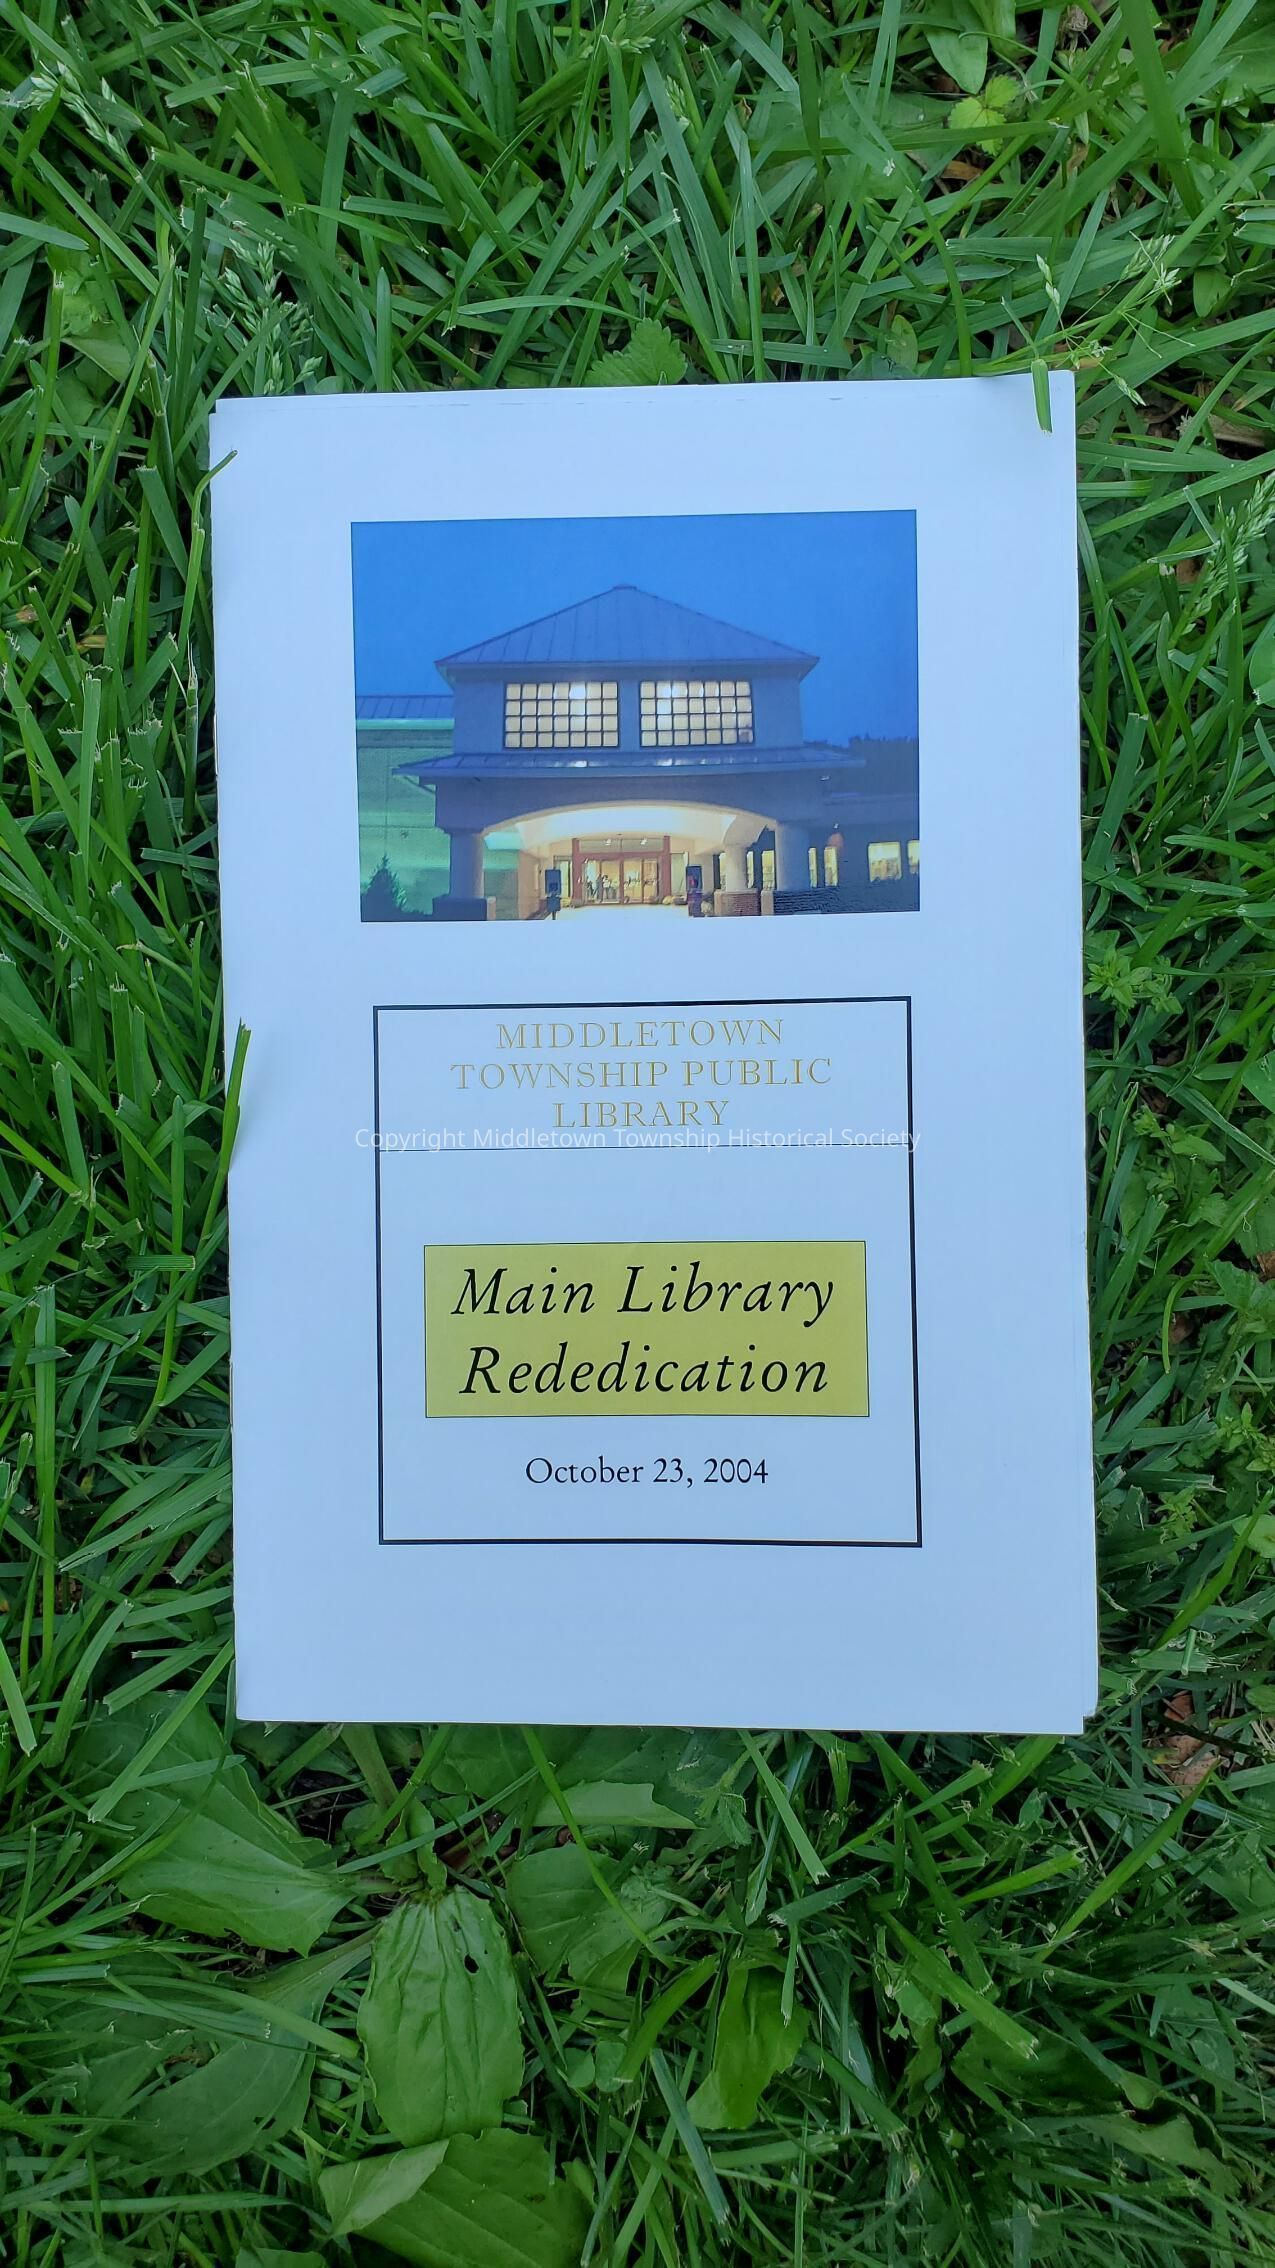 MIDDLETOWN
TOWNSHIP PUBLIC
LIBRARY
Copyright Middletown Township Historical Society
Main Library
Rededication
October 23, 2004